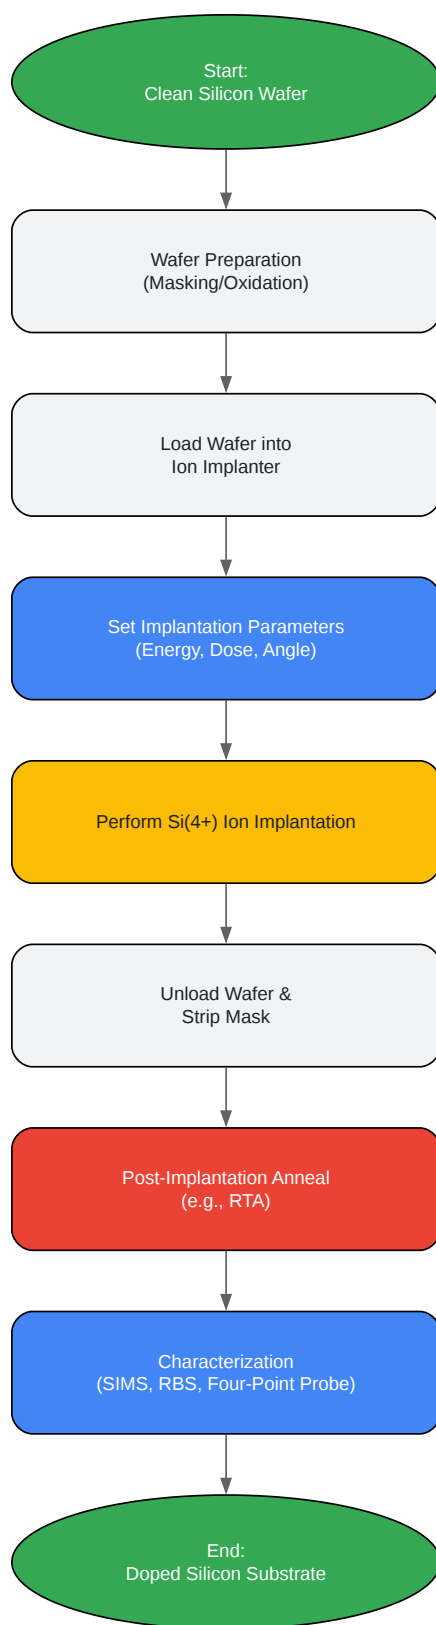 Start:
Clean Silicon Wafer
Wafer Preparation
(Masking/Oxidation)
Load Wafer into
Ion Implanter
Set Implantation Parameters
(Energy, Dose, Angle)
Perform Si(4+) Ion Implantation
Unload Wafer &
Strip Mask
Post-Implantation Anneal
(e.g., RTA)
Characterization
(SIMS, RBS, Four-Point Probe)
End:
Doped Silicon Substrate